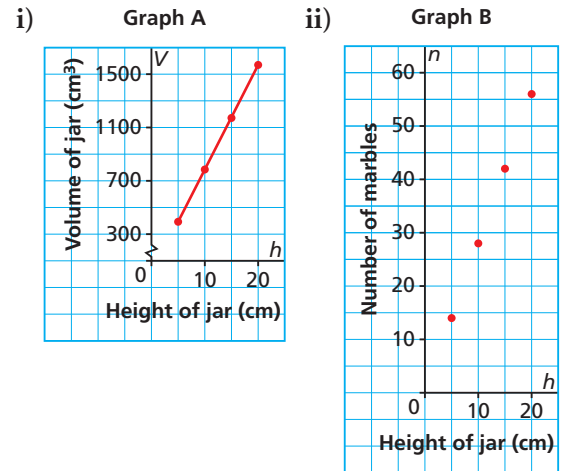 i)
Graph A
Volume of jar (cm³)
V
1500
1100
700
300
h
0
10
20
Height of jar (cm)
ii)
Graph B
Number of marbles
n
60
50
40
30
20
10
h
0
10
20
Height of jar (cm)